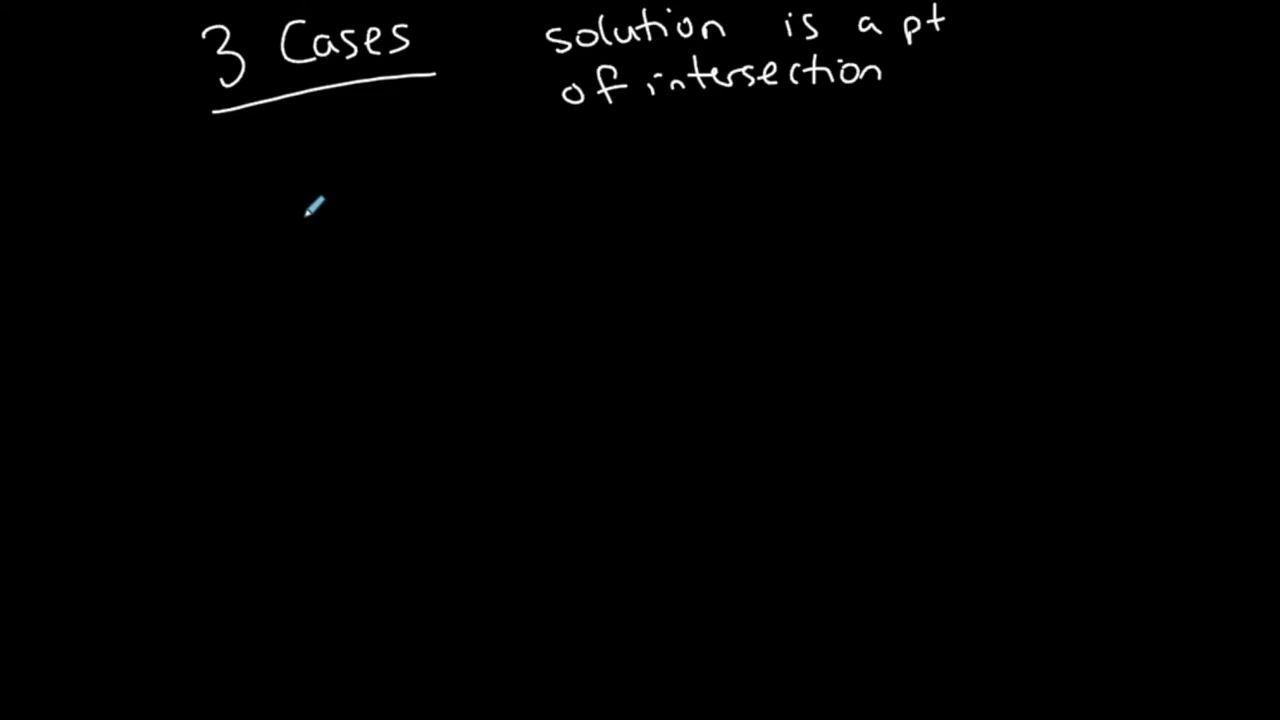 3 Cases
solution is a pt
of intersection